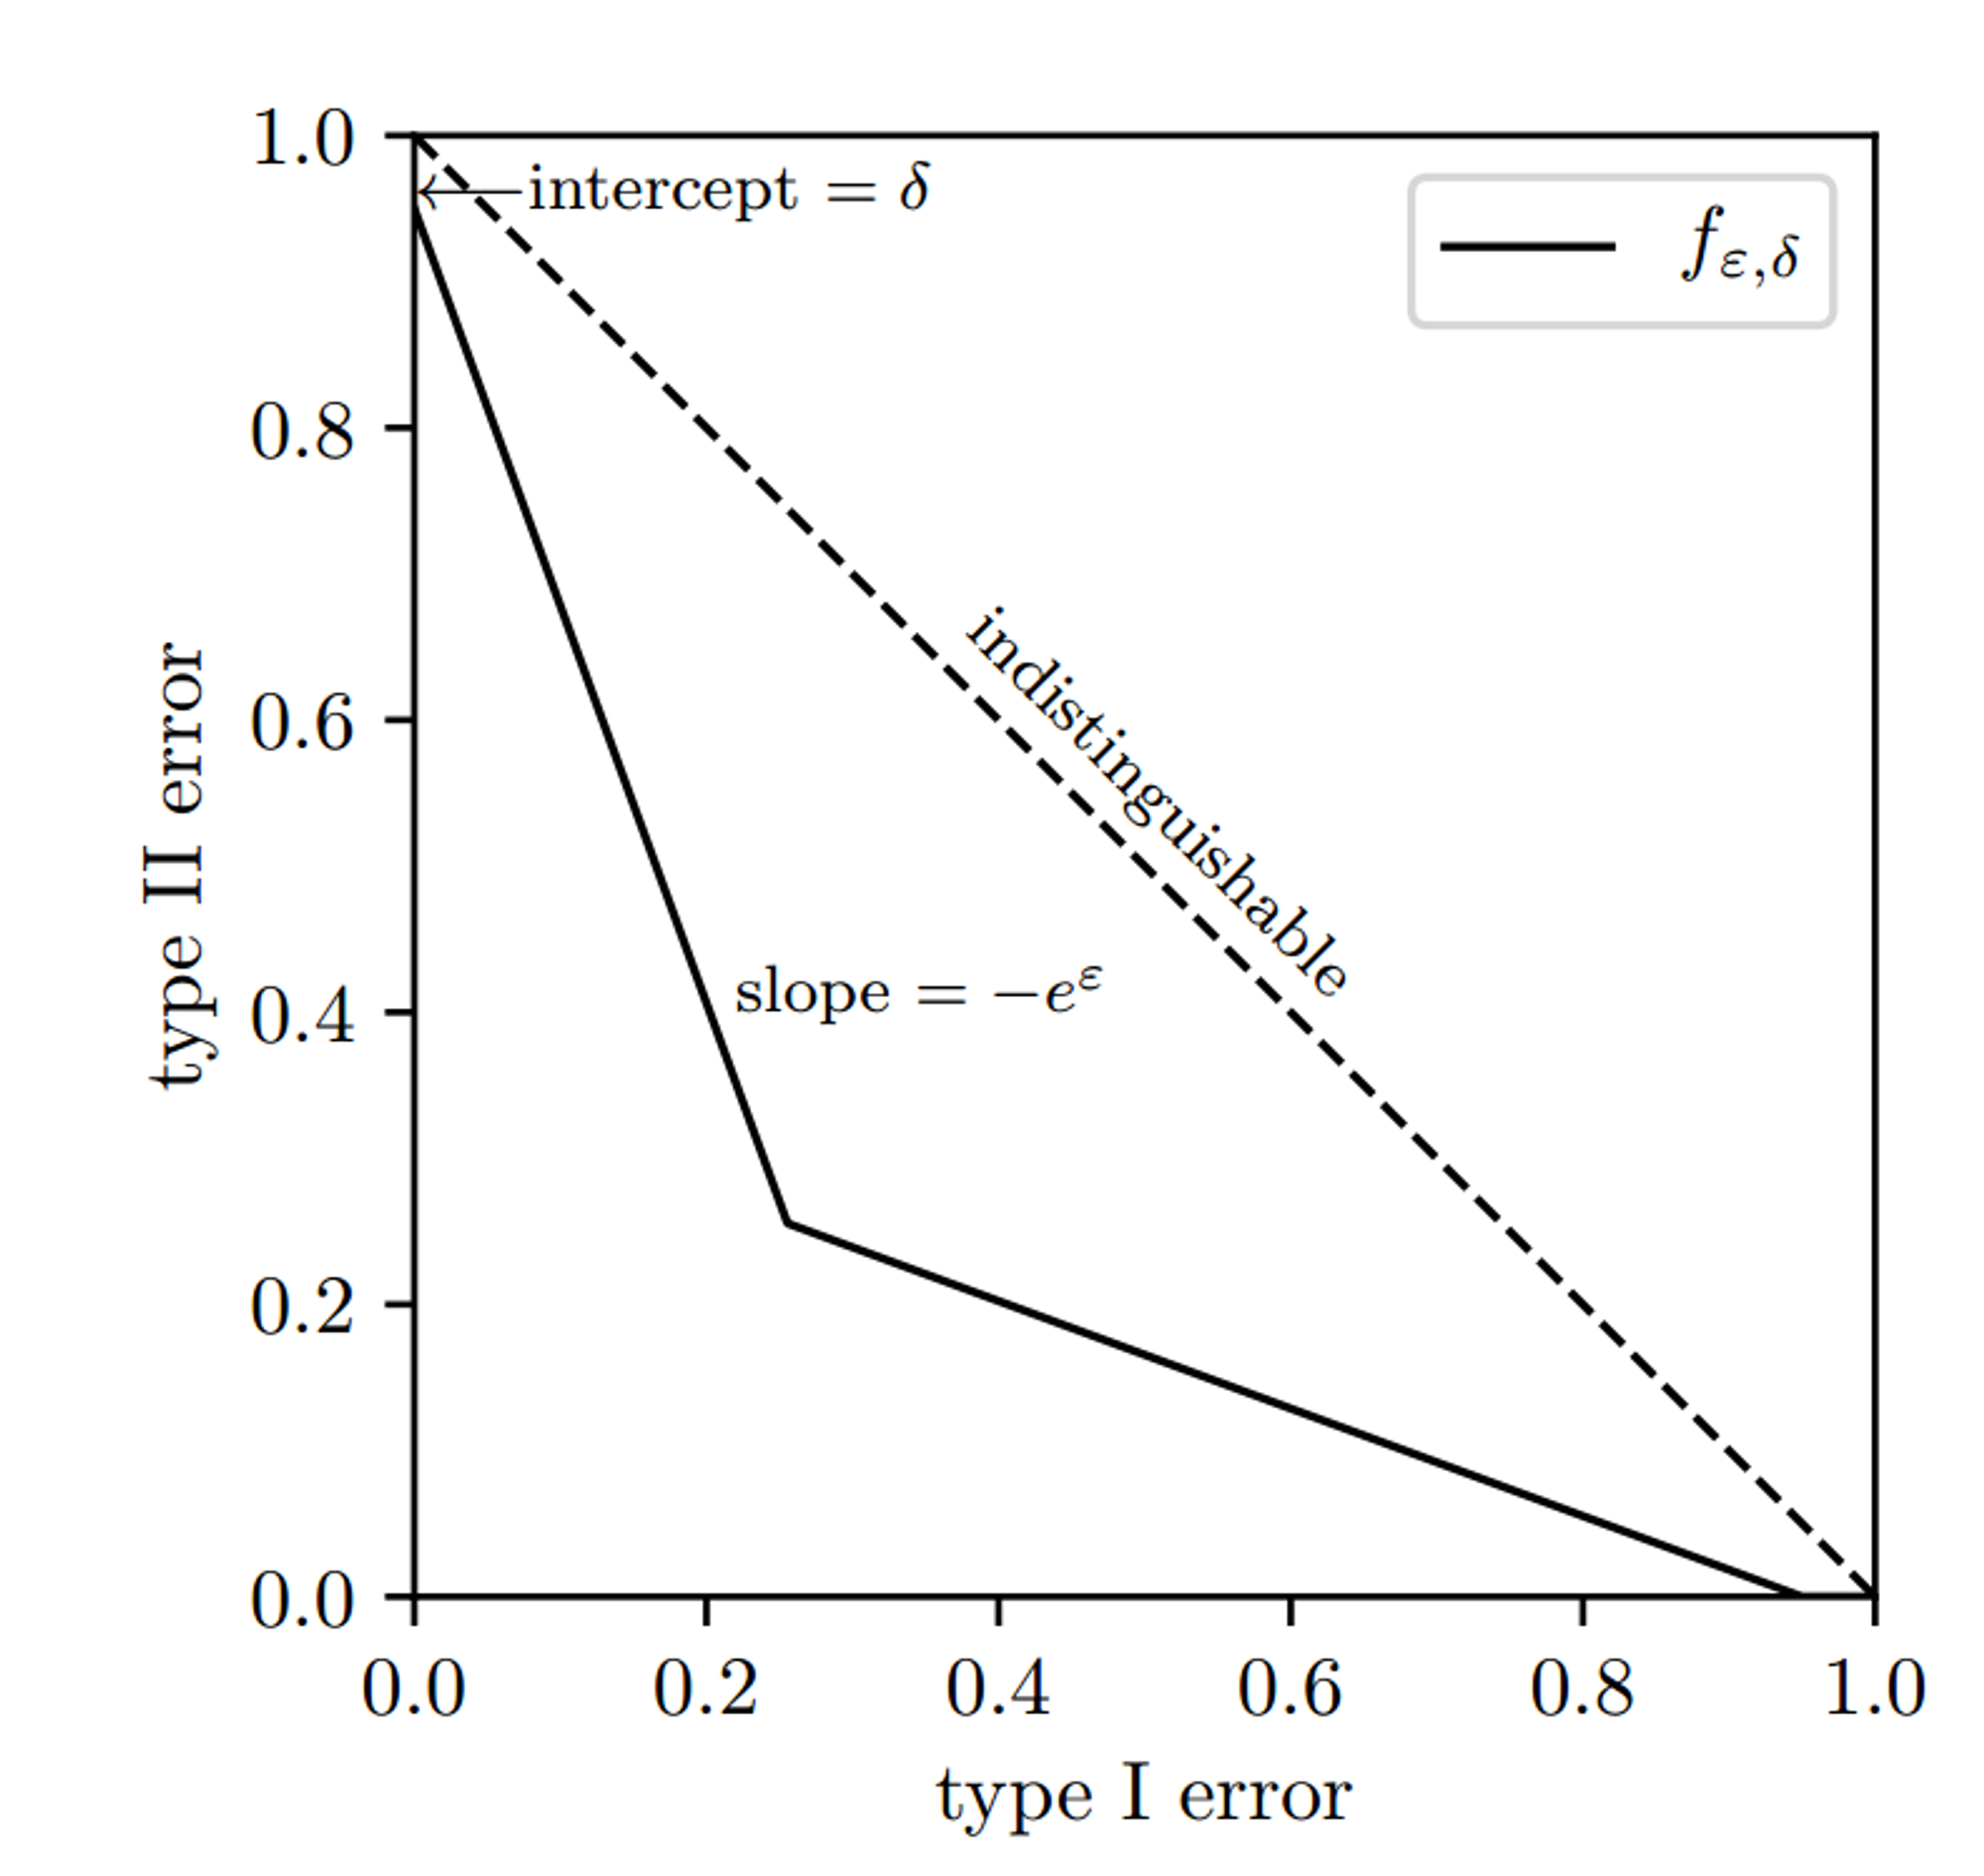 1.0
intercept = δ
f_{ε,δ}
0.8
0.6
indistinguishable
0.4
slope = −e^ε
0.2
0.0
type II error
0.0 0.2 0.4 0.6 0.8 1.0
type I error